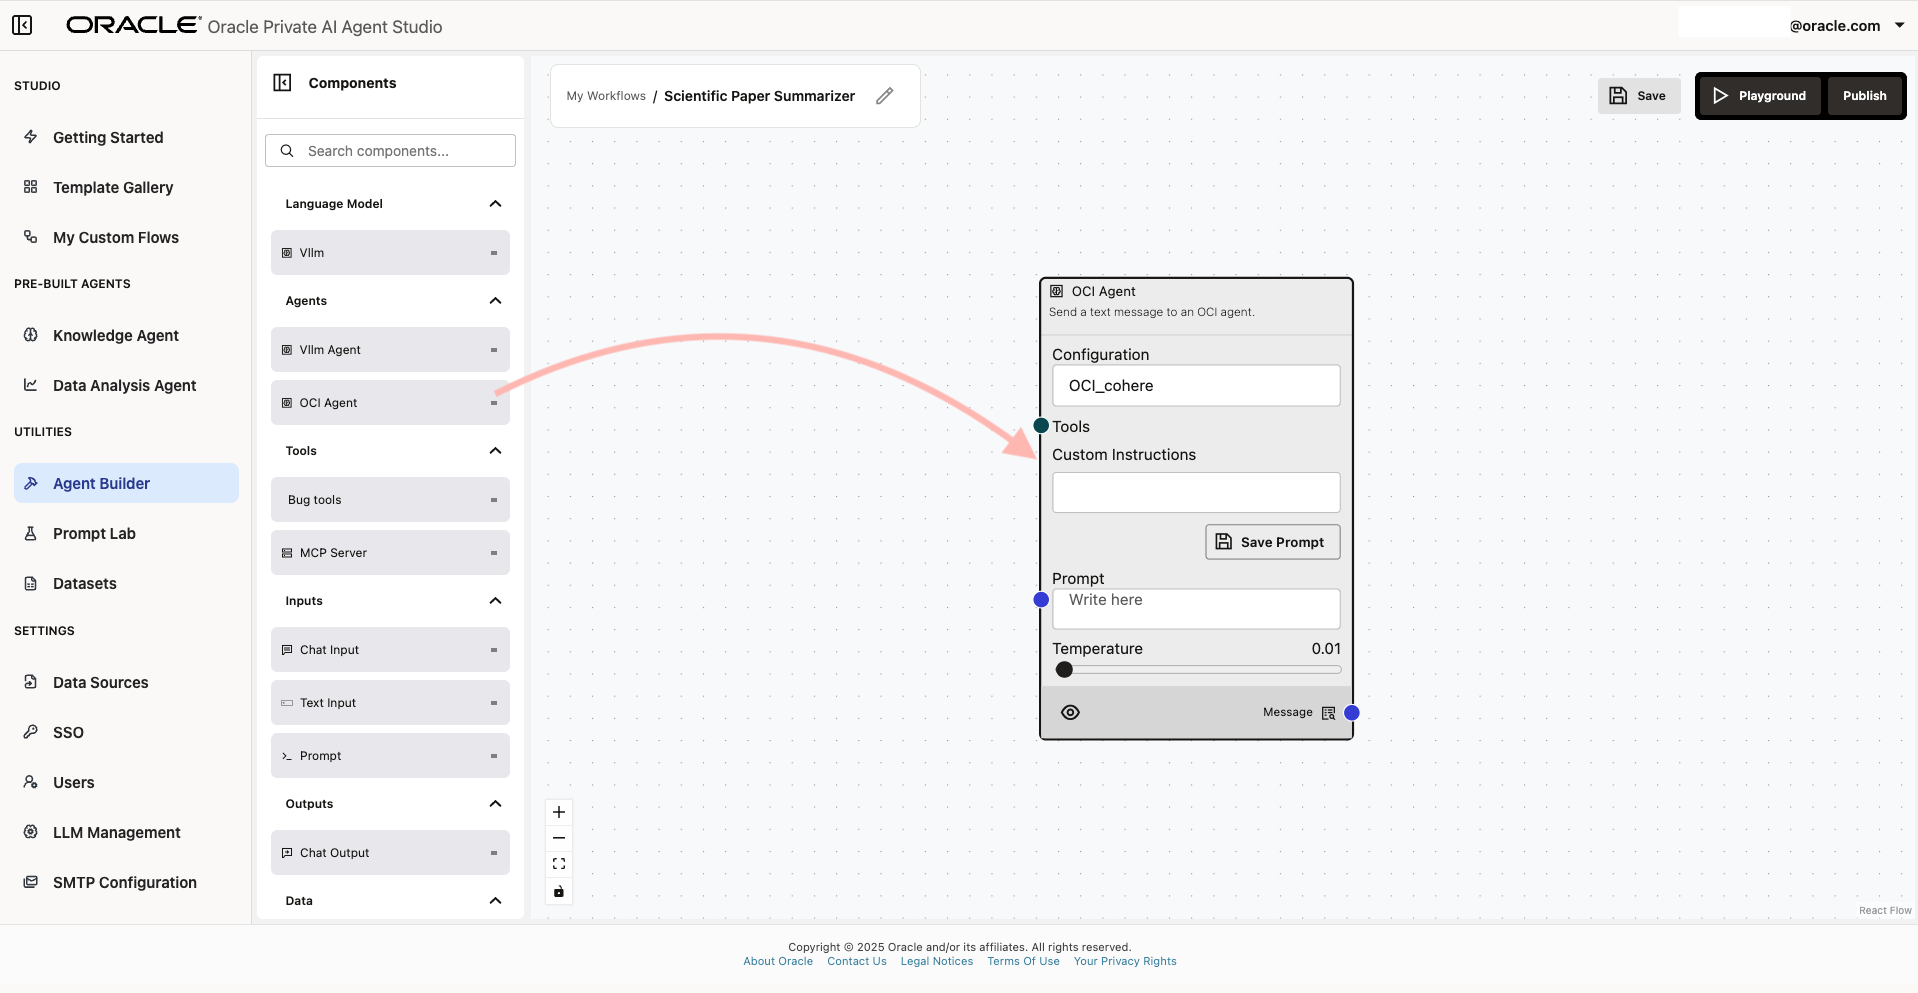 ORACLE® Oracle Private AI Agent Studio
@oracle.com
STUDIO
Getting Started
Template Gallery
My Custom Flows
PRE-BUILT AGENTS
Knowledge Agent
Data Analysis Agent
UTILITIES
Agent Builder
Prompt Lab
Datasets
SETTINGS
Data Sources
SSO
Users
LLM Management
SMTP Configuration
Components
Search components...
Language Model
Vllm
Agents
Vllm Agent
OCI Agent
Tools
Bug tools
MCP Server
Inputs
Chat Input
Text Input
Prompt
Outputs
Chat Output
Data
My Workflows / Scientific Paper Summarizer
Save
Playground
Publish
OCI Agent
Send a text message to an OCI agent.
Configuration
OCI_cohere
Tools
Custom Instructions
Save Prompt
Prompt
Write here
Temperature 0.01
Message
React Flow
Copyright © 2025 Oracle and/or its affiliates. All rights reserved.
About Oracle Contact Us Legal Notices Terms Of Use Your Privacy Rights